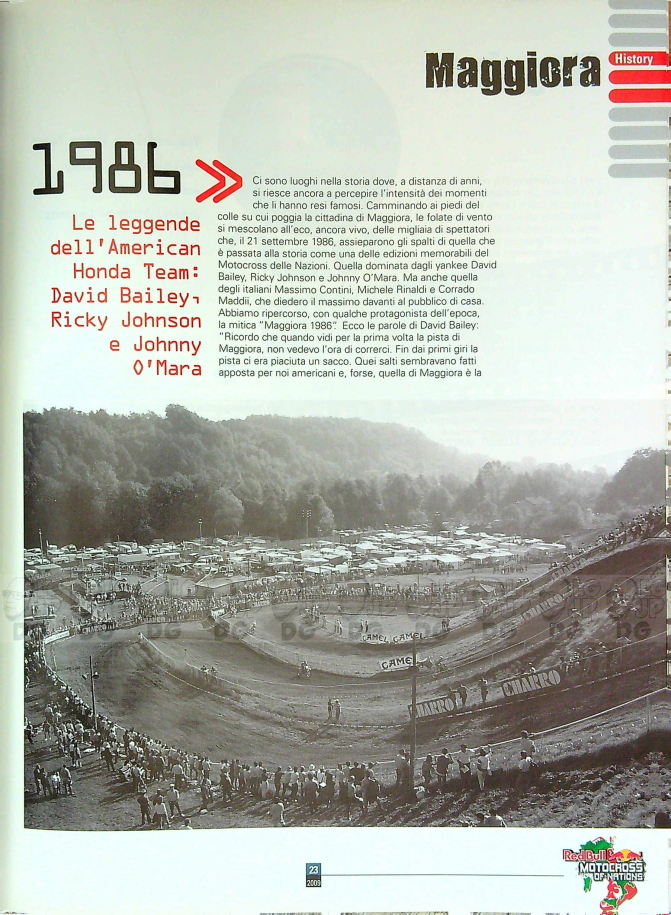 Maggiora
History
1986
Le leggende
dell'American
Honda Team:
David Bailey,
Ricky Johnson
e Johnny
O'Mara
Ci sono luoghi nella storia dove, a distanza di anni,
si riesce ancora a percepire l'intensità dei momenti
che li hanno resi famosi. Camminando ai piedi del
colle su cui poggia la cittadina di Maggiora, le folate di vento
si mescolano all'eco, ancora vivo, delle migliaia di spettatori
che, il 21 settembre 1986, assieparono gli spalti di quella che
è passata alla storia come una delle edizioni memorabili del
Motocross delle Nazioni. Quella dominata dagli yankee David
Bailey, Ricky Johnson e Johnny O'Mara. Ma anche quella
degli italiani Massimo Contini, Michele Rinaldi e Corrado
Maddii, che diedero il massimo davanti al pubblico di casa.
Abbiamo ripercorso, con qualche protagonista dell'epoca,
la mitica "Maggiora 1986". Ecco le parole di David Bailey:
"Ricordo che quando vidi per la prima volta la pista di
Maggiora, non vedevo l'ora di correrci. Fin dai primi giri la
pista ci era piaciuta un sacco. Quei salti sembravano fatti
apposta per noi americani e, forse, quella di Maggiora è la
CAMEL CAMEL
CAMEL
CHARRO
CHARRO
CHARRO
DG DG DG DG DG DG
23
2009
Red Bull
MOTOCROSS
OF NATIONS